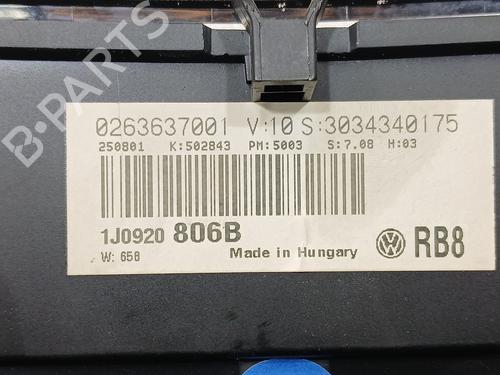 B-PARTS
0263637001 V:10 S:3034340175
250801 K:502843 PM:5003 S:7.08 H:03
1J0920 806B
W: 658 Made in Hungary RB8